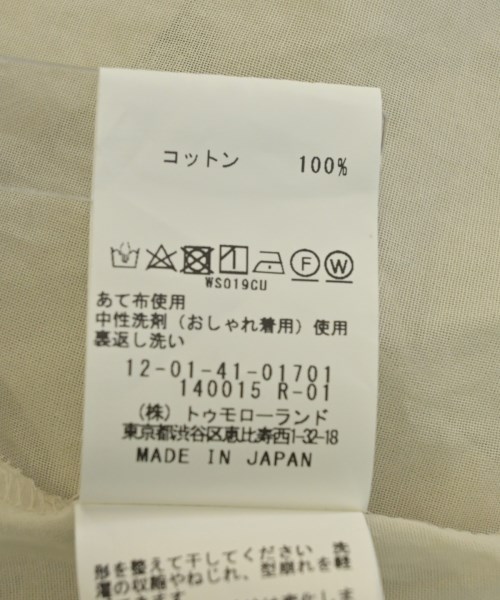 コットン 100%
F W
WS019CU
あて布使用
中性洗剤（おしゃれ着用）使用
裏返し洗い
12-01-41-01701
140015 R-01
（株）トゥモローランド
東京都渋谷区恵比寿西1-32-18
MADE IN JAPAN
形を整えて干してください 洗
濯の収縮やねじれ、型崩れを軽